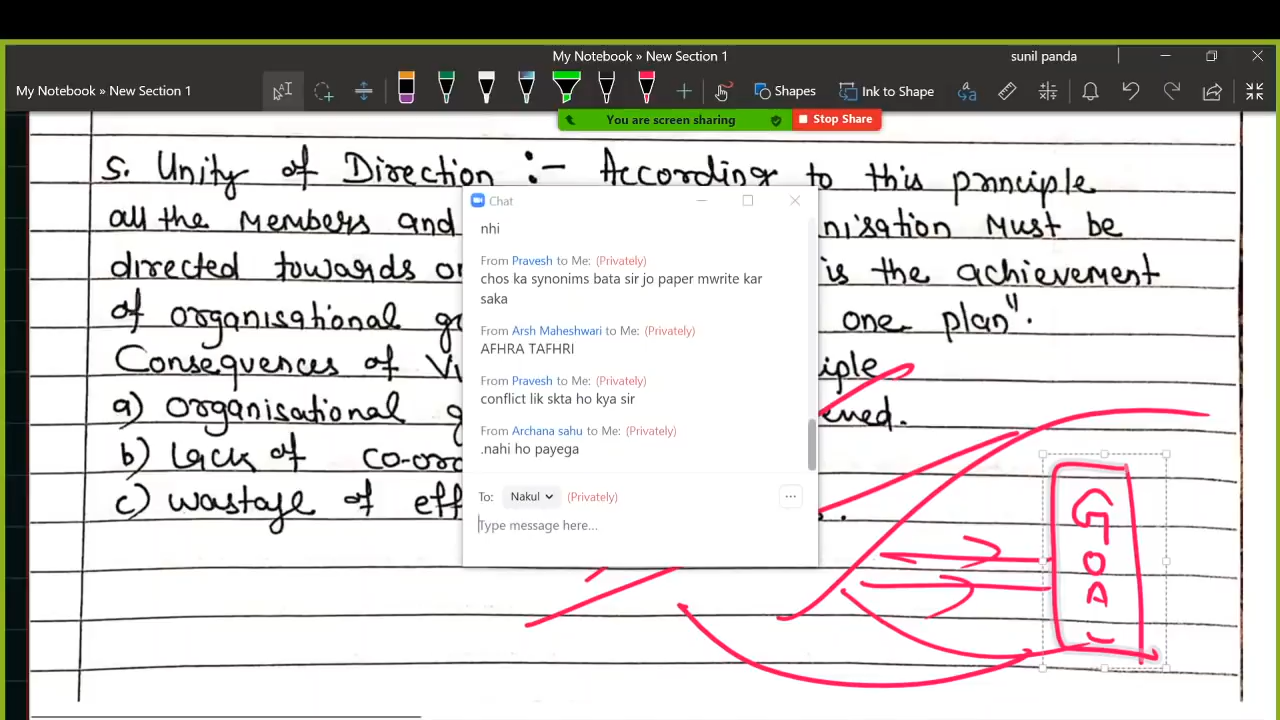 My Notebook » New Section 1
sunil panda
My Notebook » New Section 1
Shapes
Ink to Shape
You are screen sharing
Stop Share
5. Unity of Direction :- According to this principle
all the Members and
nisation Must be
directed towards
is the achievement
of organisational
one plan".
Consequences of
iple
a) organisational
ened.
b) lack of
c) wastage of
Chat
nhi
From Pravesh to Me: (Privately)
chos ka synonims bata sir jo paper mwrite kar
saka
From Arsh Maheshwari to Me: (Privately)
AFHRA TAFHRI
From Pravesh to Me: (Privately)
conflict lik skta ho kya sir
From Archana sahu to Me: (Privately)
.nahi ho payega
To: Nakul (Privately)
Type message here...
GOAL